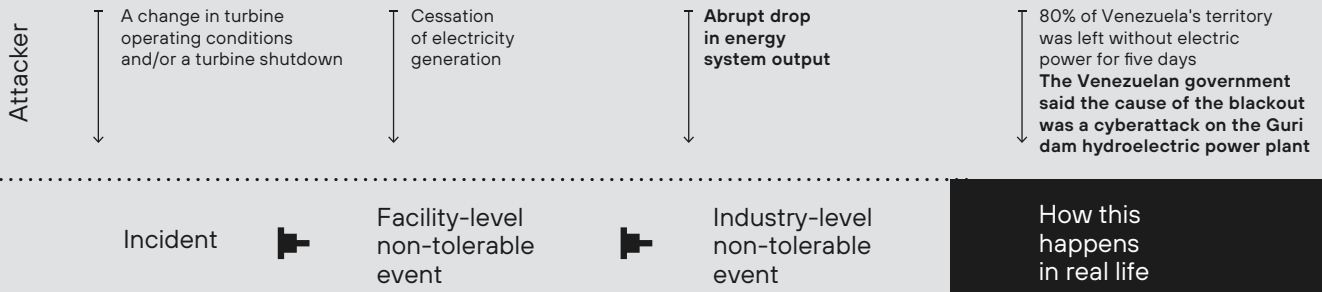 Attacker
A change in turbine
operating conditions
and/or a turbine shutdown
Cessation
of electricity
generation
Abrupt drop
in energy
system output
80% of Venezuela's territory
was left without electric
power for five days
The Venezuelan government
said the cause of the blackout
was a cyberattack on the Guri
dam hydroelectric power plant
Incident
Facility-level
non-tolerable
event
Industry-level
non-tolerable
event
How this
happens
in real life